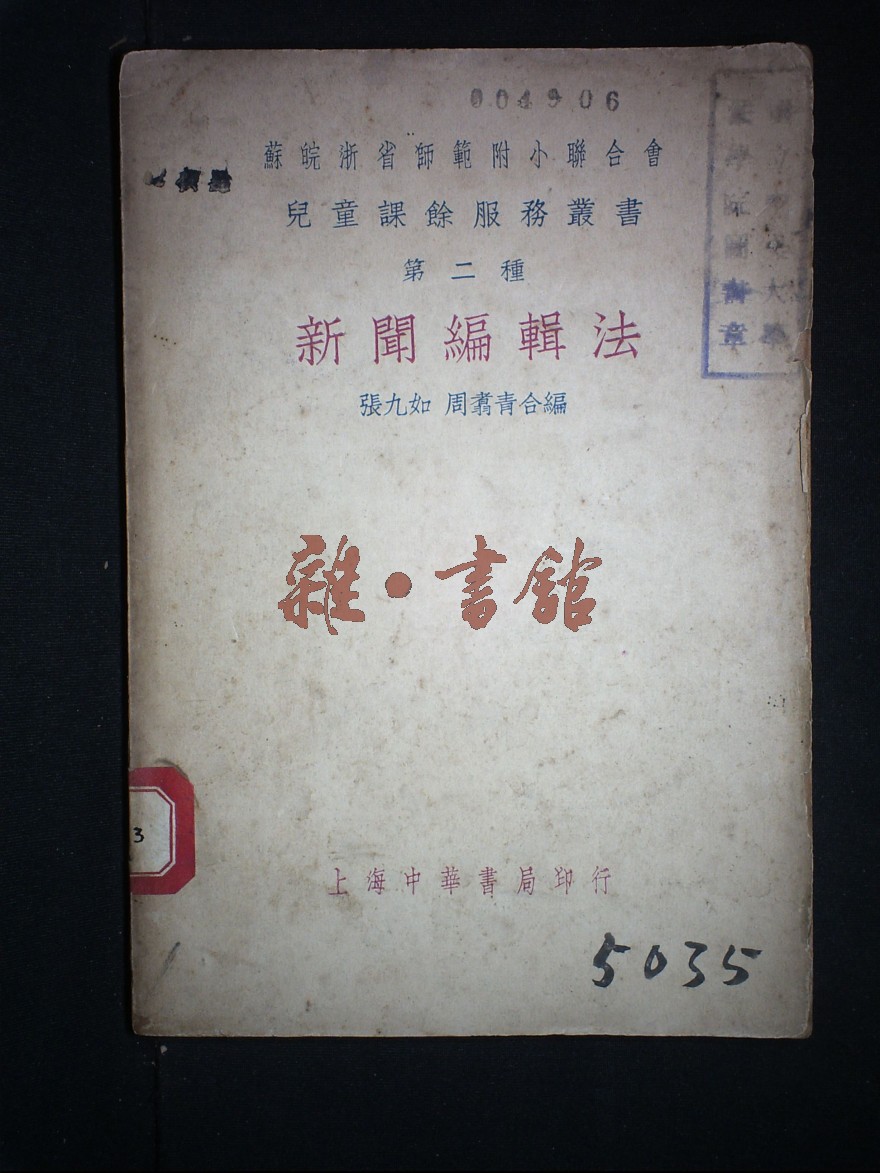 004906
蘇皖浙省師範附小聯合會
兒童課餘服務叢書
第二種
新聞編輯法
張九如 周翥青合編
雜·書舘
3
上海中華書局印行
5035